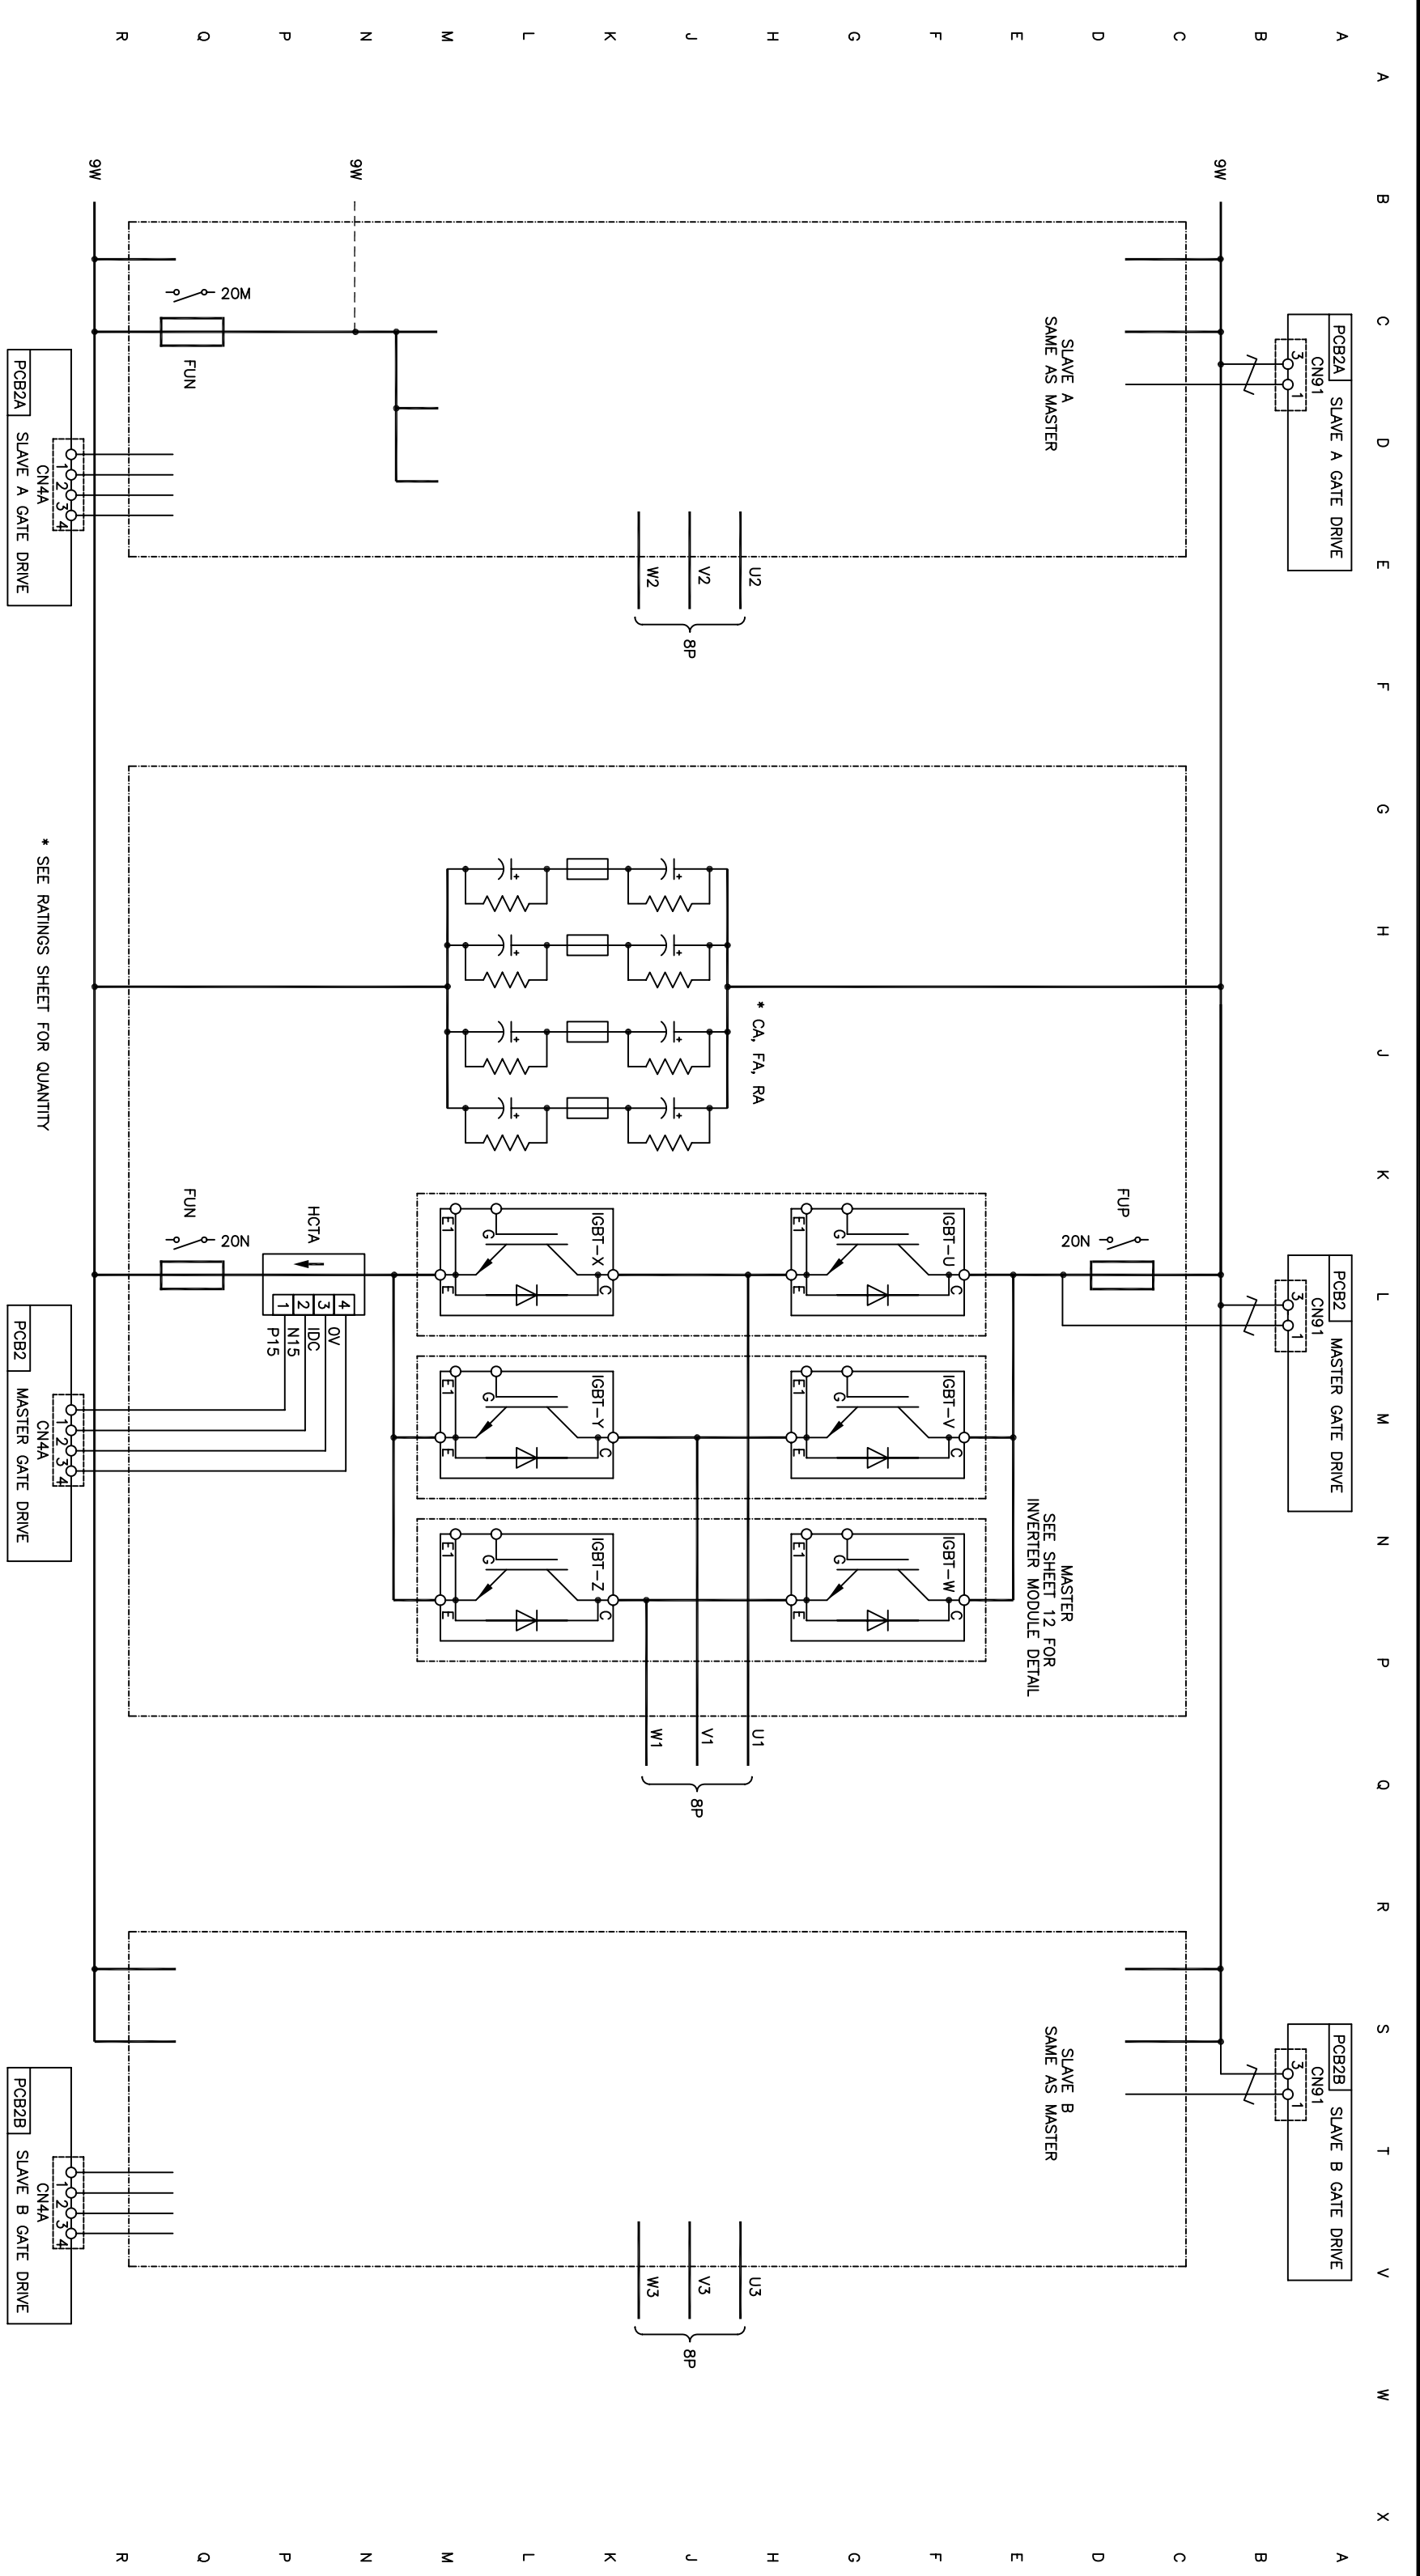 A B C D E F G H J K L M N P Q R S T V W X
A
B
C
D
E
F
G
H
J
K
L
M
N
P
Q
R
A
B
C
D
E
F
G
H
J
K
L
M
N
P
Q
R
PCB2A SLAVE A GATE DRIVE
CN91
3 1
PCB2 MASTER GATE DRIVE
CN91
3 1
PCB2B SLAVE B GATE DRIVE
CN91
3 1
9W
9W
9W
SLAVE A
SAME AS MASTER
U2
V2
W2
8P
20M
FUN
PCB2A SLAVE A GATE DRIVE
CN4A
1 2 3 4
FUP
20N
MASTER
SEE SHEET 12 FOR
INVERTER MODULE DETAIL
IGBT-U
C
G
E1
E
IGBT-V
C
G
E1
E
IGBT-W
C
G
E1
E
* CA, FA, RA
+ + + +
+ + + +
IGBT-X
C
G
E1
E
IGBT-Y
C
G
E1
E
IGBT-Z
C
G
E1
E
U1
V1
W1
8P
HCTA
4 0V
3 IDC
2 N15
1 P15
20N
FUN
* SEE RATINGS SHEET FOR QUANTITY
PCB2 MASTER GATE DRIVE
CN4A
1 2 3 4
SLAVE B
SAME AS MASTER
U3
V3
W3
8P
PCB2B SLAVE B GATE DRIVE
CN4A
1 2 3 4